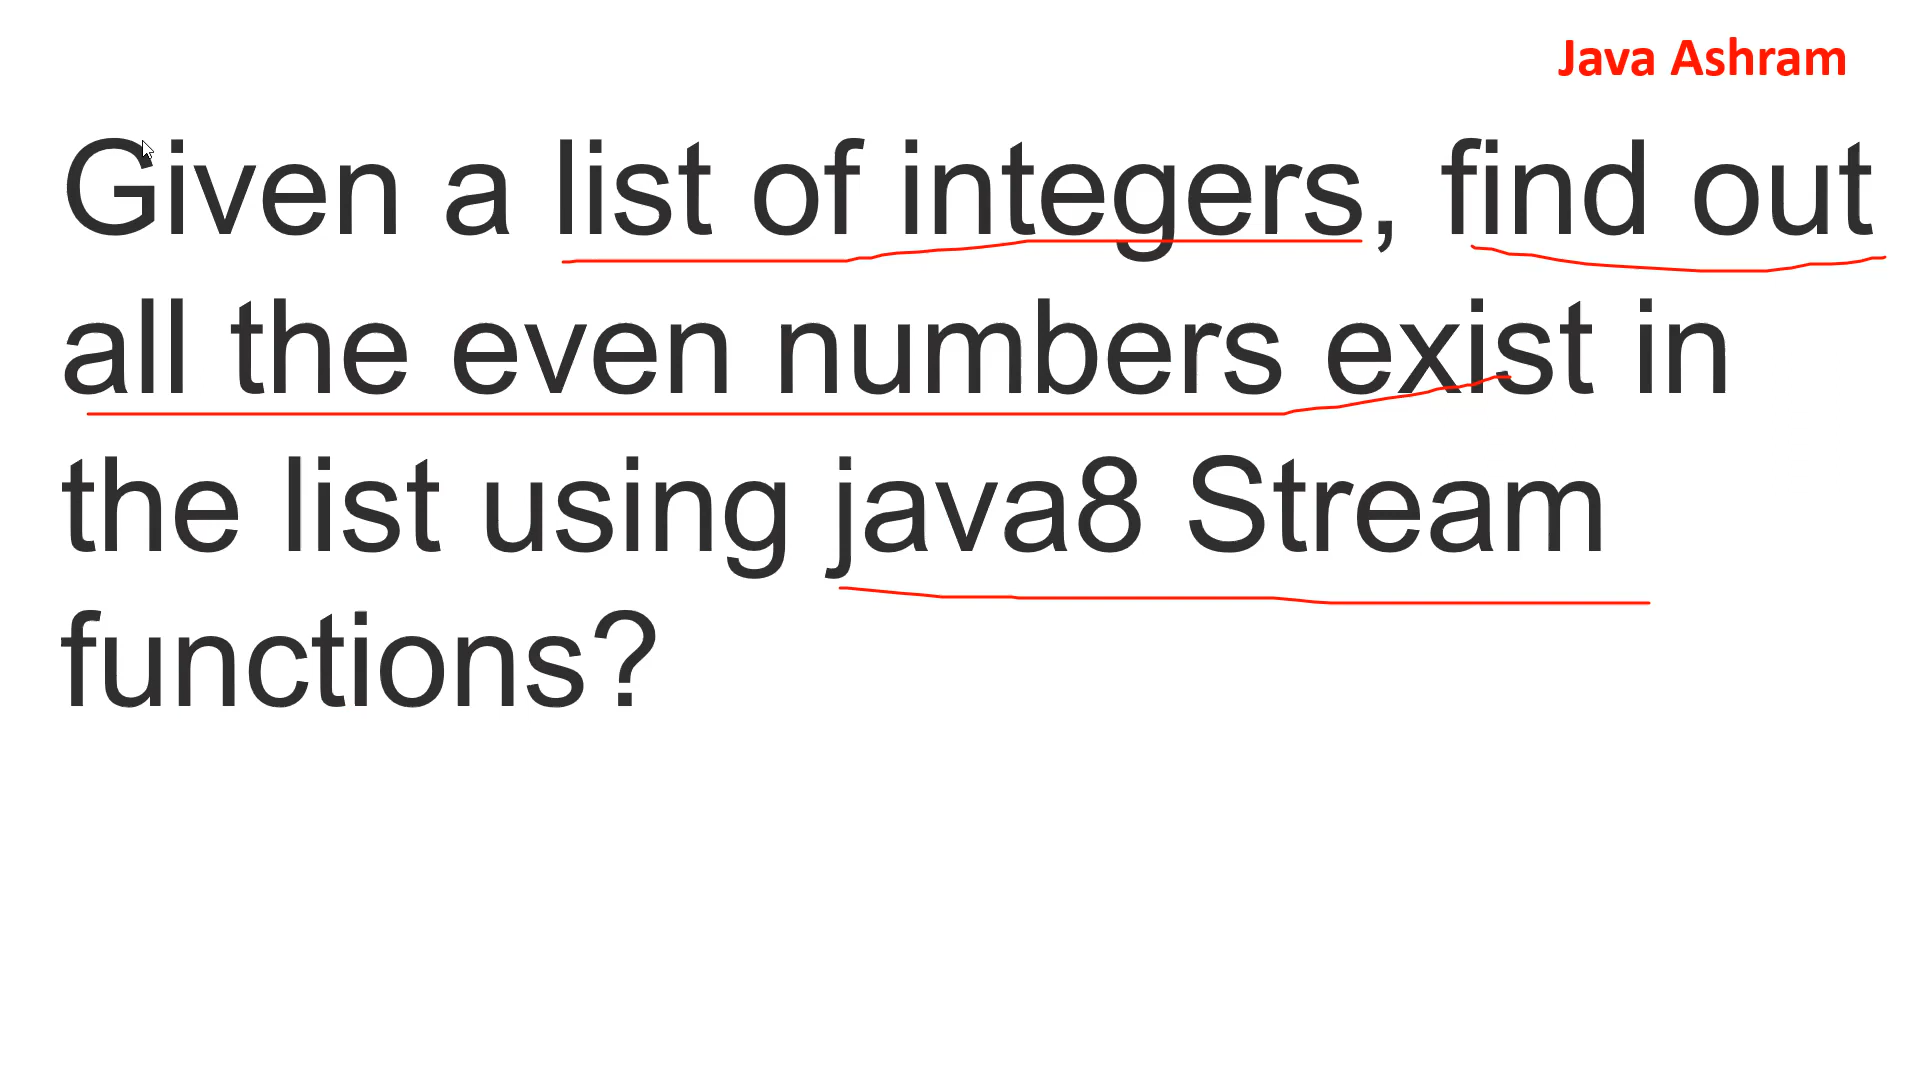 Java Ashram
Given a list of integers, find out
all the even numbers exist in
the list using java8 Stream
functions?